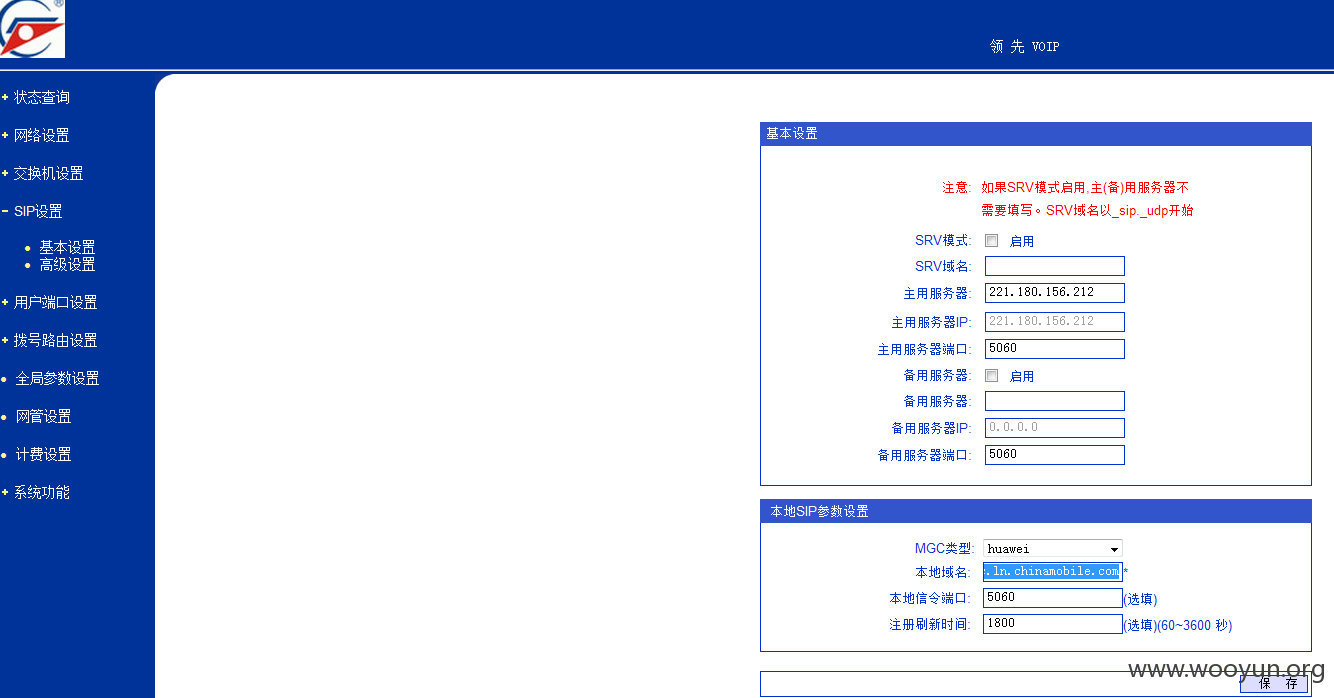 领 先 VOIP
+ 状态查询
+ 网络设置
+ 交换机设置
- SIP设置
• 基本设置
• 高级设置
+ 用户端口设置
+ 拨号路由设置
• 全局参数设置
• 网管设置
• 计费设置
+ 系统功能
基本设置
注意: 如果SRV模式启用,主(备)用服务器不
需要填写。SRV域名以_sip._udp开始
SRV模式: 启用
SRV域名:
主用服务器: 221.180.156.212
主用服务器IP: 221.180.156.212
主用服务器端口: 5060
备用服务器: 启用
备用服务器:
备用服务器IP: 0.0.0.0
备用服务器端口: 5060
本地SIP参数设置
MGC类型: huawei
本地域名: .ln.chinamobile.com *
本地信令端口: 5060 (选填)
注册刷新时间: 1800 (选填)(60~3600 秒)
www.wooyun.org
保 存